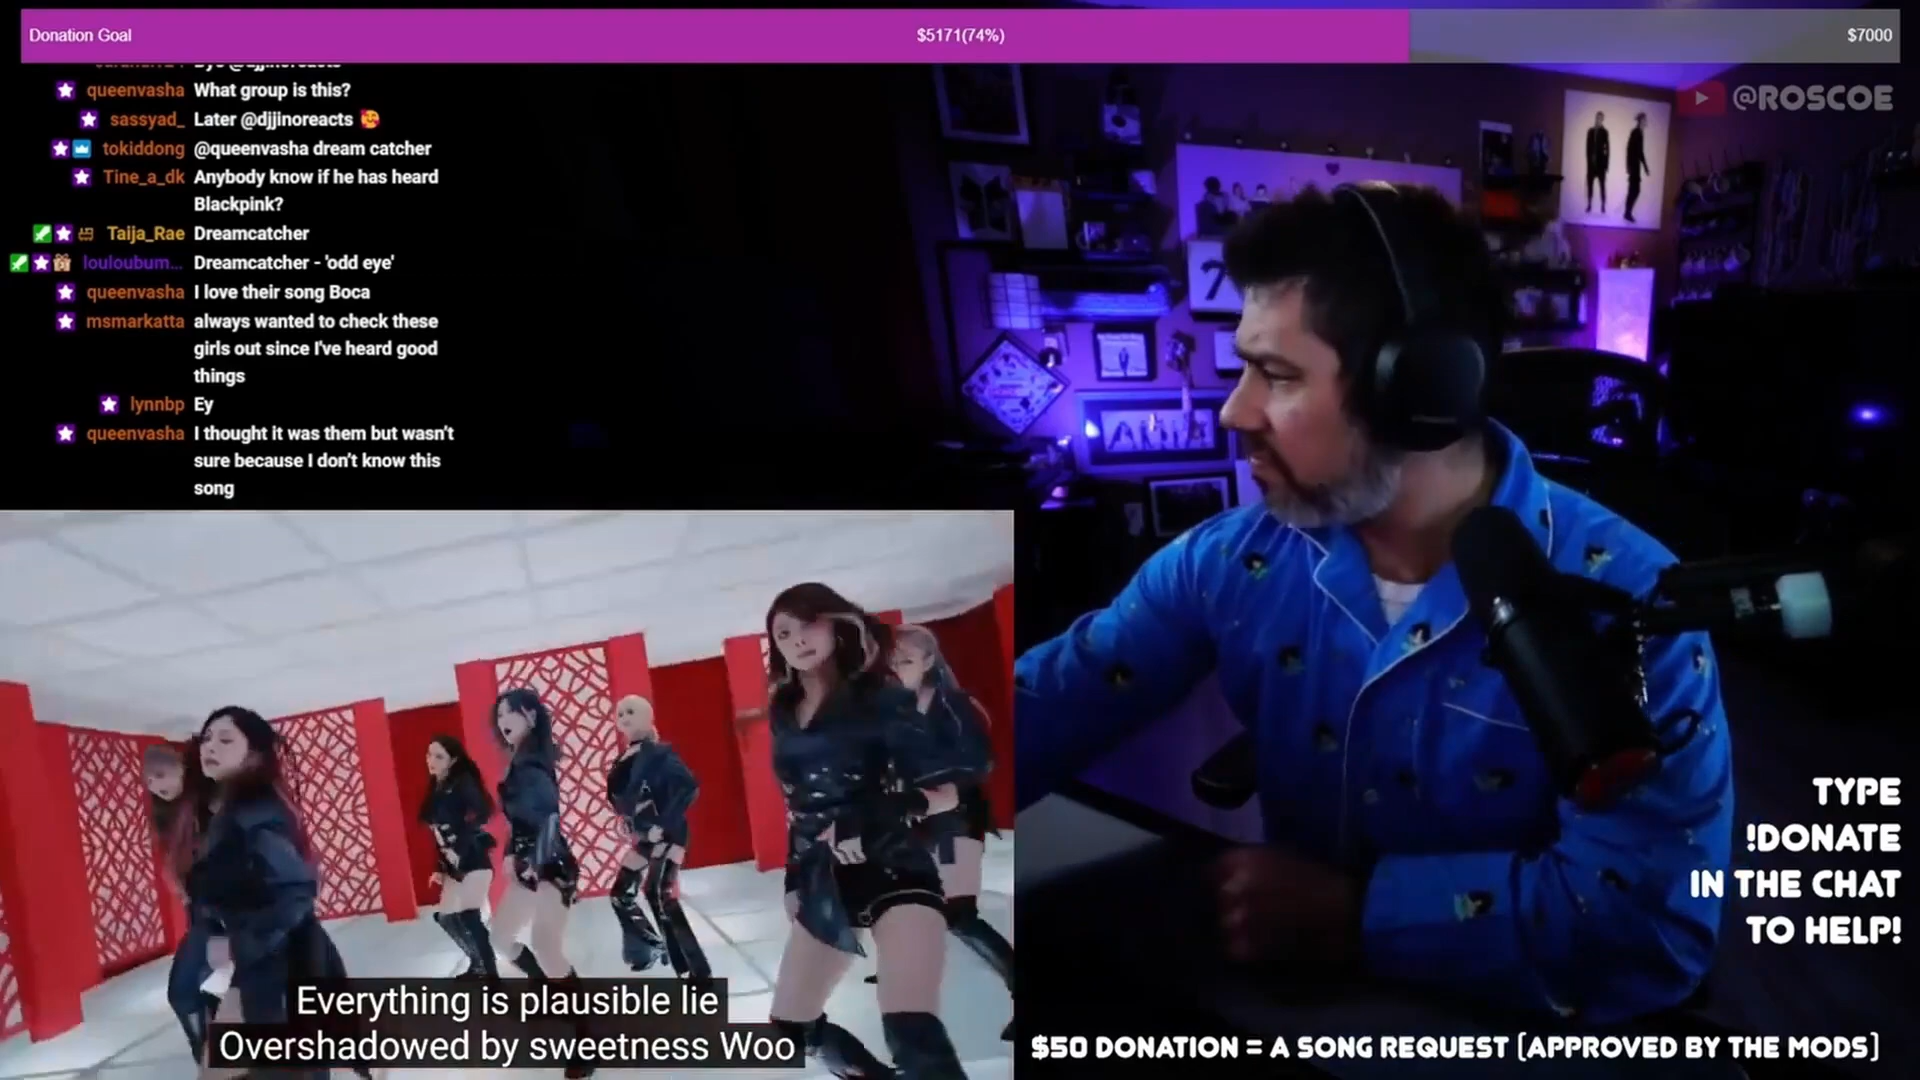 Donation Goal $5171(74%) $7000
@ROSCOE
queenvasha What group is this?
sassyad_ Later @djjinoreacts
tokiddong @queenvasha dream catcher
Tine_a_dk Anybody know if he has heard
Blackpink?
Taija_Rae Dreamcatcher
louloubum... Dreamcatcher - 'odd eye'
queenvasha I love their song Boca
msmarkatta always wanted to check these
girls out since I've heard good
things
lynnbp Ey
queenvasha I thought it was them but wasn't
sure because I don't know this
song
Everything is plausible lie
Overshadowed by sweetness Woo
TYPE
!DONATE
IN THE CHAT
TO HELP!
$50 DONATION = A SONG REQUEST [APPROVED BY THE MODS]